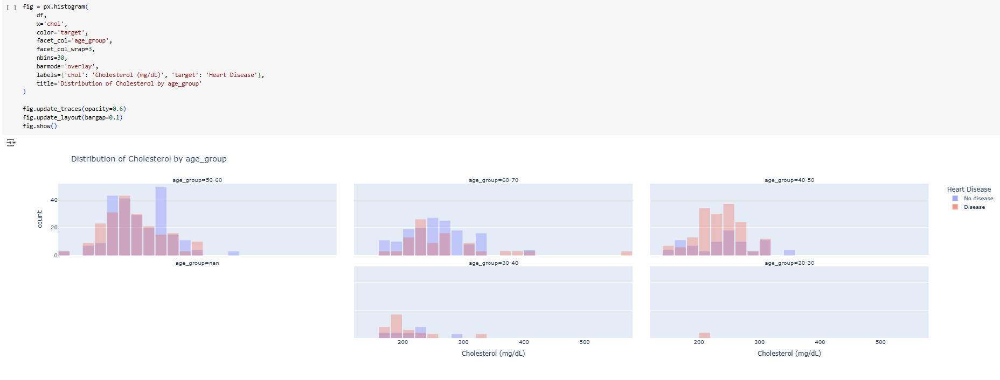 [ ] fig = px.histogram(
df,
x='chol',
color='target',
facet_col='age_group',
facet_col_wrap=3,
nbins=30,
barmode='overlay',
labels={'chol': 'Cholesterol (mg/dL)', 'target': 'Heart Disease'},
title='Distribution of Cholesterol by age_group'
)
fig.update_traces(opacity=0.6)
fig.update_layout(bargap=0.1)
fig.show()
Distribution of Cholesterol by age_group
age_group=50-60
age_group=60-70
age_group=40-50
Heart Disease
No disease
Disease
count
40
20
0
age_group=nan
age_group=30-40
age_group=20-30
200 300 400 500
200 300 400 500
Cholesterol (mg/dL)
Cholesterol (mg/dL)